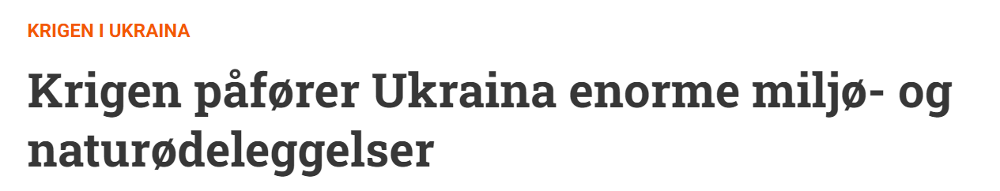 KRIGEN I UKRAINA
Krigen påfører Ukraina enorme miljø- og
naturødeleggelser